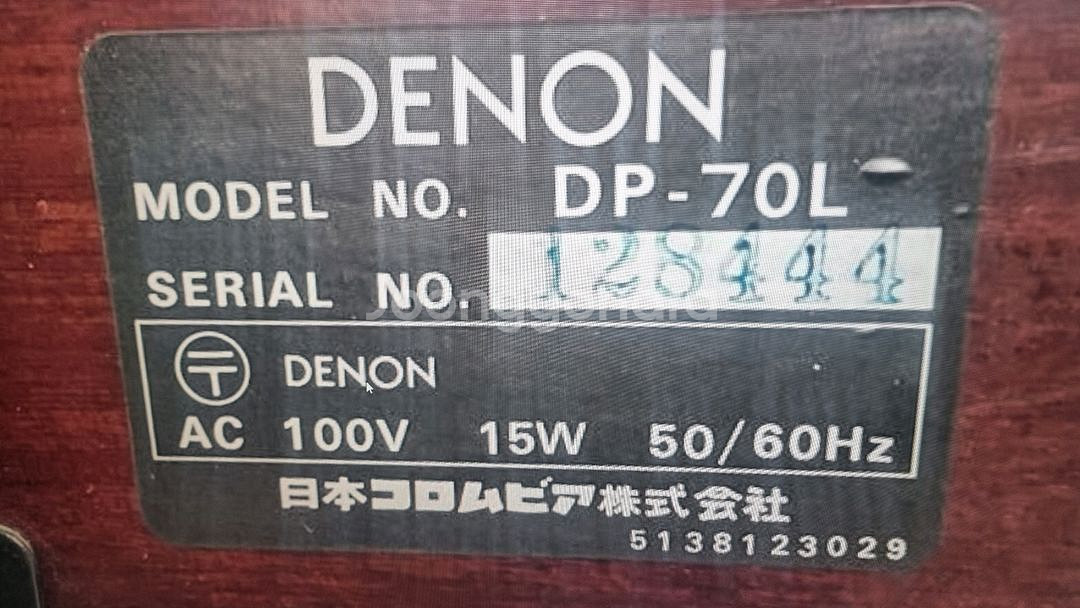 DENON
MODEL NO. DP-70L
SERIAL NO. 128444
Joonggonara
〒 DENON
AC 100V 15W 50/60Hz
日本コロムビア株式会社
5138123029